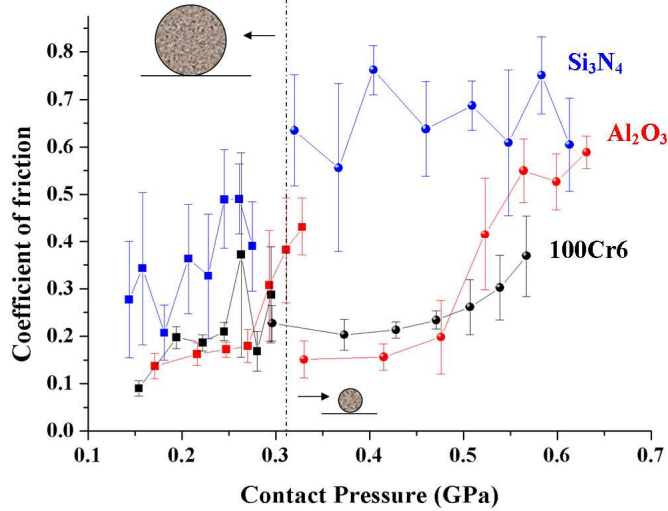 0.8
Si₃N₄
0.7
Al₂O₃
0.6
0.5
0.4
100Cr6
0.3
0.2
0.1
0.0
Coefficient of friction
0.1 0.2 0.3 0.4 0.5 0.6
Contact Pressure (GPa)